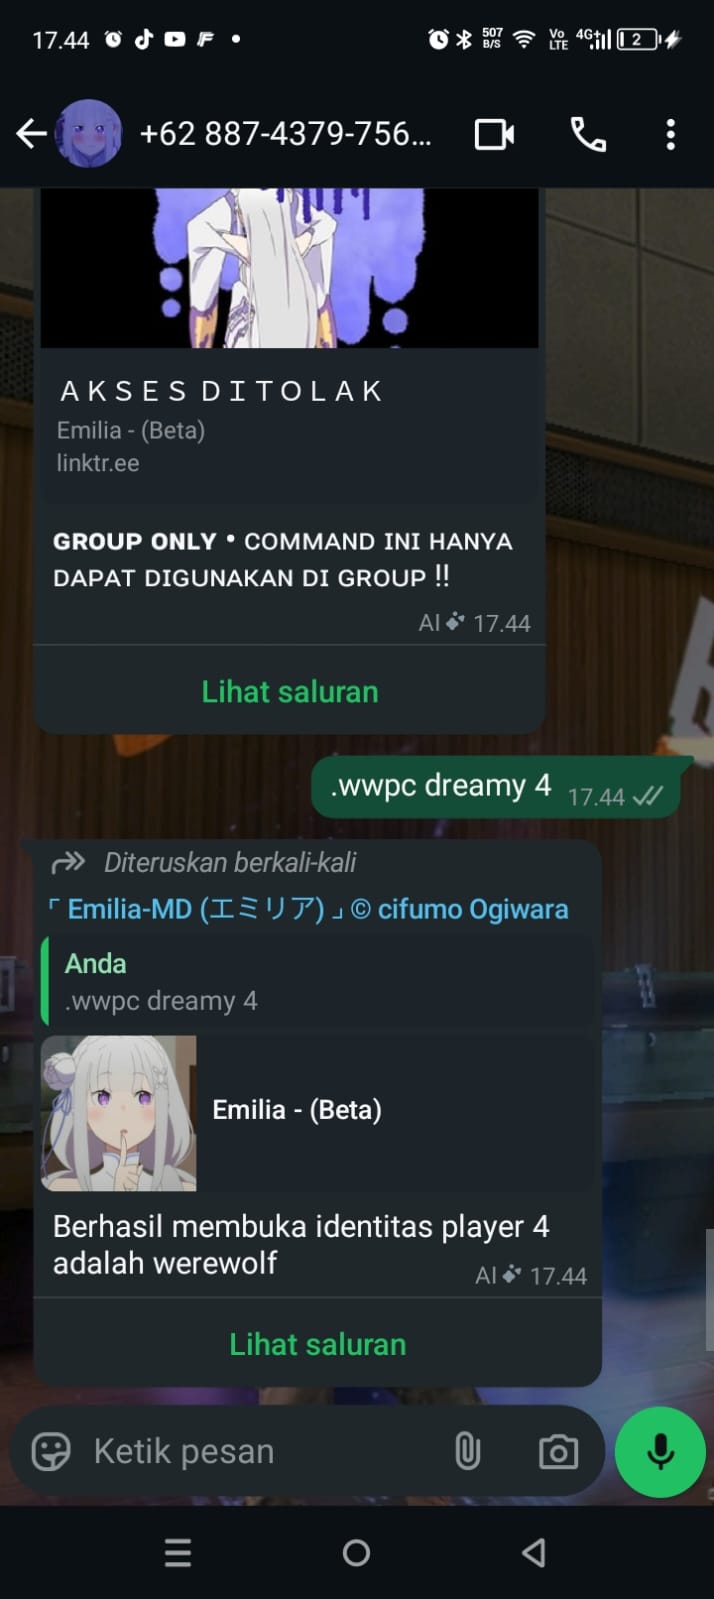 17.44
507
B/S
Vo
LTE
4G+
2
+62 887-4379-756...
AKSES DITOLAK
Emilia - (Beta)
linktr.ee
GROUP ONLY • COMMAND INI HANYA
DAPAT DIGUNAKAN DI GROUP !!
AI 17.44
Lihat saluran
.wwpc dreamy 4 17.44
Diteruskan berkali-kali
「 Emilia-MD (エミリア) 」 © cifumo Ogiwara
Anda
.wwpc dreamy 4
Emilia - (Beta)
Berhasil membuka identitas player 4
adalah werewolf
AI 17.44
Lihat saluran
Ketik pesan